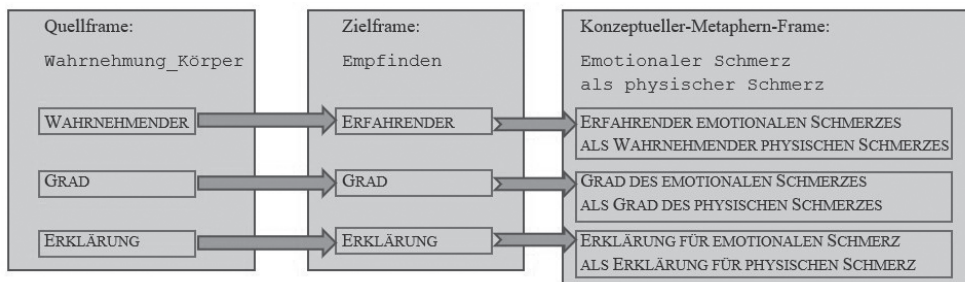 Quellframe:
Wahrnehmung_Körper
WAHRNEHMENDER
GRAD
ERKLÄRUNG
Zielframe:
Empfinden
ERFAHRENDER
GRAD
ERKLÄRUNG
Konzeptueller-Metaphern-Frame:
Emotionaler Schmerz
als physischer Schmerz
ERFAHRENDER EMOTIONALEN SCHMERZES
ALS WAHRNEHMENDER PHYSISCHEN SCHMERZES
GRAD DES EMOTIONALEN SCHMERZES
ALS GRAD DES PHYSISCHEN SCHMERZES
ERKLÄRUNG FÜR EMOTIONALEN SCHMERZ
ALS ERKLÄRUNG FÜR PHYSISCHEN SCHMERZ